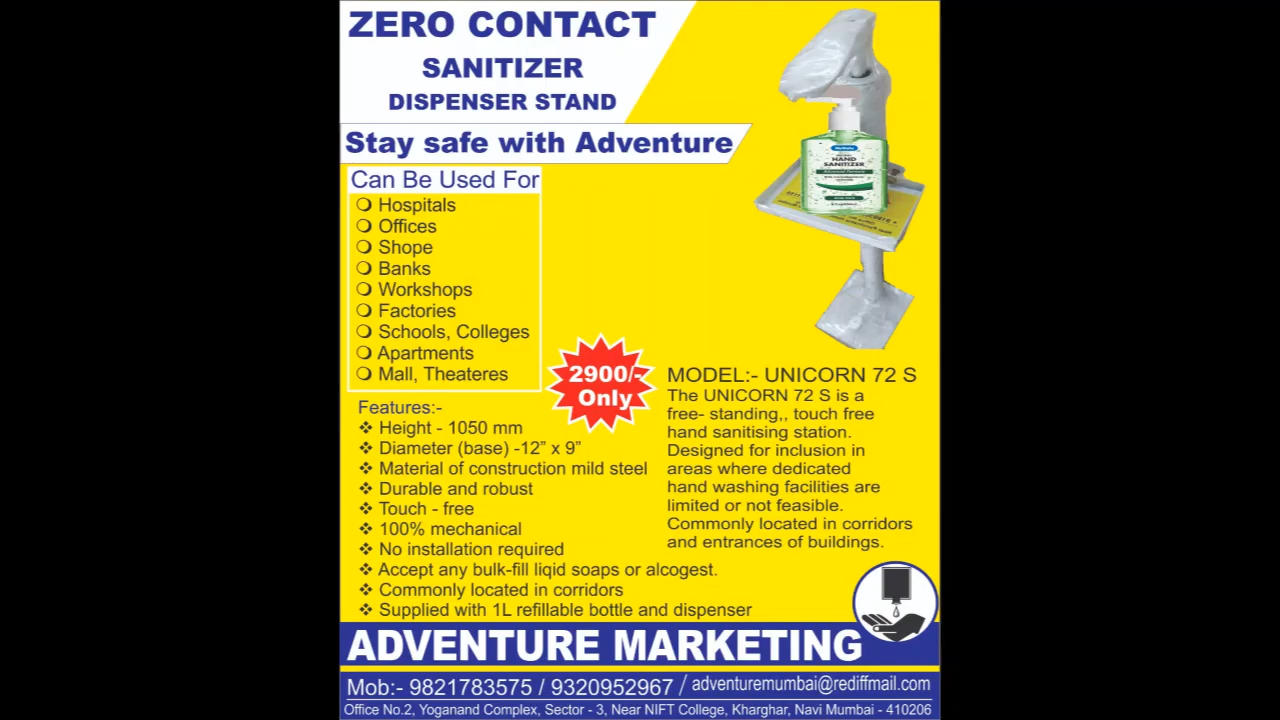 ZERO CONTACT
SANITIZER
DISPENSER STAND
Stay safe with Adventure
Can Be Used For
Hospitals
Offices
Shope
Banks
Workshops
Factories
Schools, Colleges
Apartments
Mall, Theateres
HAND
SANITIZER
Advanced Formula
2900/-
Only
Features:-
Height - 1050 mm
Diameter (base) -12” x 9”
Material of construction mild steel
Durable and robust
Touch - free
100% mechanical
No installation required
Accept any bulk-fill liqid soaps or alcogest.
Commonly located in corridors
Supplied with 1L refillable bottle and dispenser
MODEL:- UNICORN 72 S
The UNICORN 72 S is a
free- standing,, touch free
hand sanitising station.
Designed for inclusion in
areas where dedicated
hand washing facilities are
limited or not feasible.
Commonly located in corridors
and entrances of buildings.
ADVENTURE MARKETING
Mob:- 9821783575 / 9320952967 / adventuremumbai@rediffmail.com
Office No.2, Yoganand Complex, Sector - 3, Near NIFT College, Kharghar, Navi Mumbai - 410206